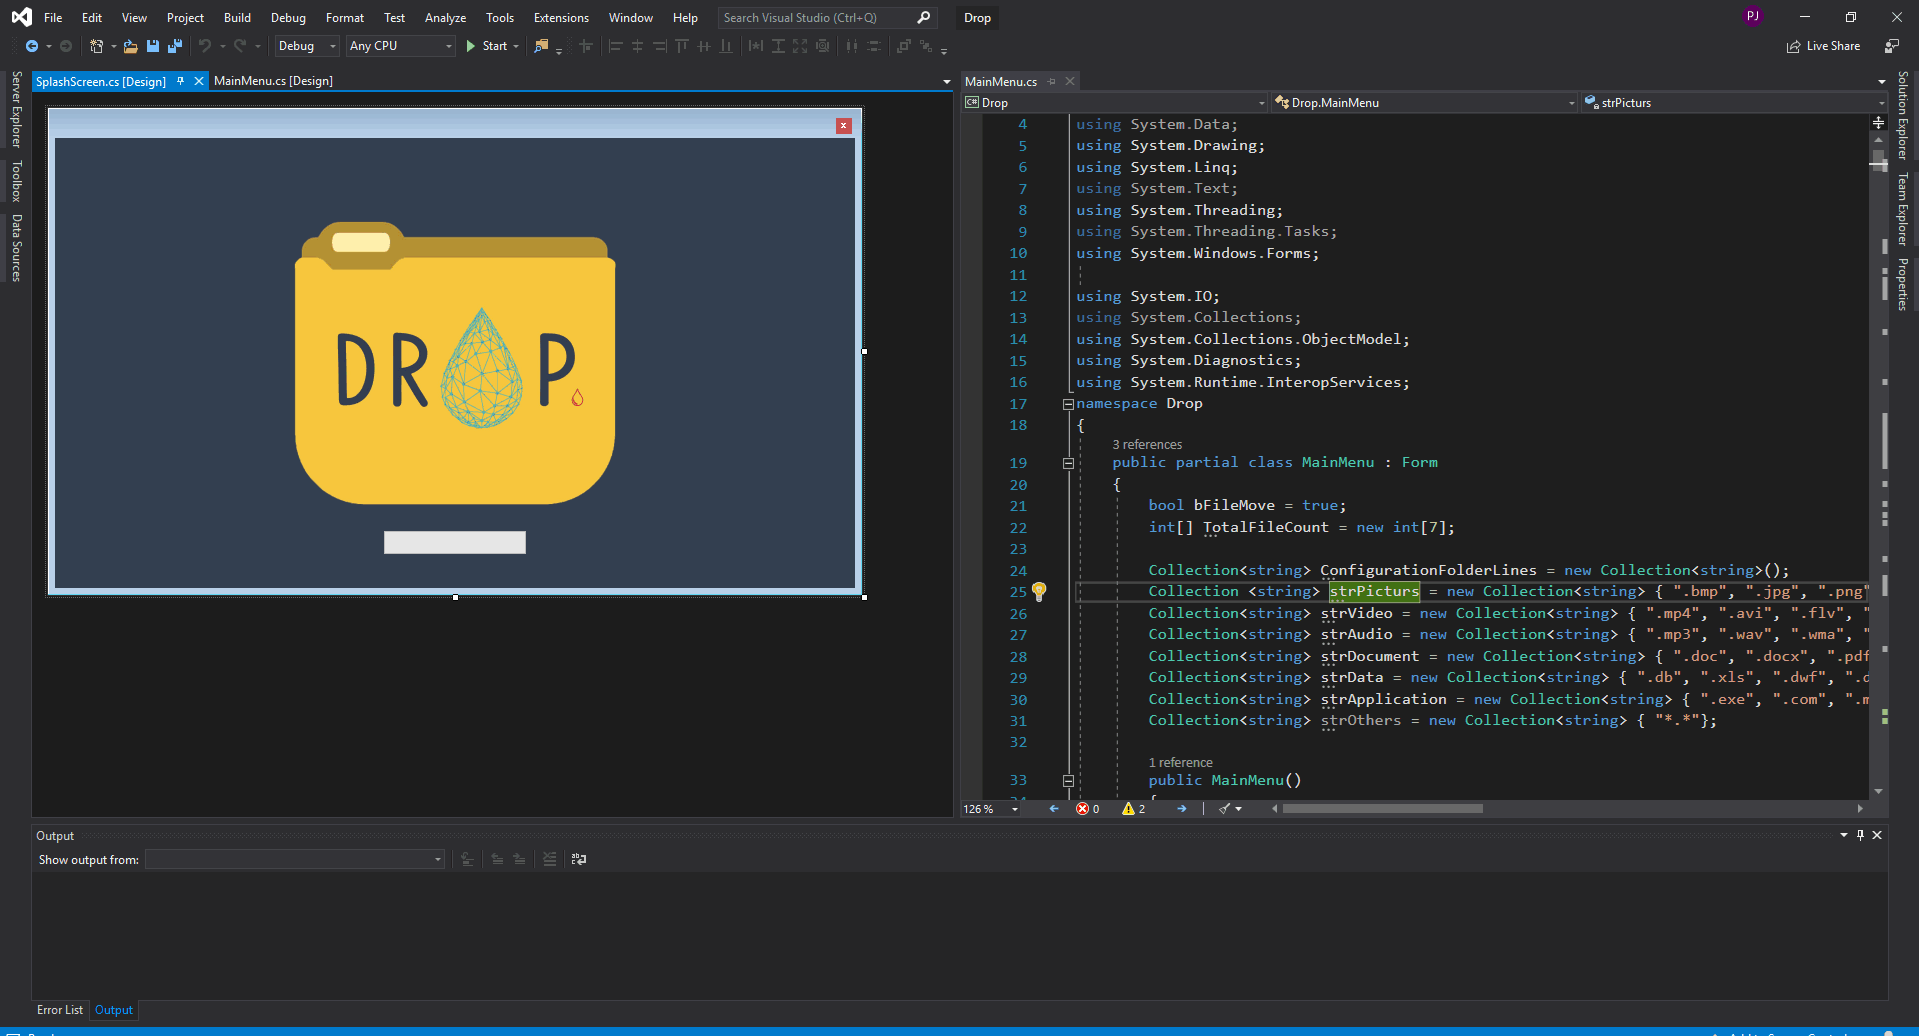 File Edit View Project Build Debug Format Test Analyze Tools Extensions Window Help Search Visual Studio (Ctrl+Q) Drop PJ
Debug Any CPU Start Live Share
Server Explorer
Toolbox
Data Sources
SplashScreen.cs [Design] MainMenu.cs [Design]
DROP
MainMenu.cs
Drop Drop.MainMenu strPicturs
4 using System.Data;
5 using System.Drawing;
6 using System.Linq;
7 using System.Text;
8 using System.Threading;
9 using System.Threading.Tasks;
10 using System.Windows.Forms;
11
12 using System.IO;
13 using System.Collections;
14 using System.Collections.ObjectModel;
15 using System.Diagnostics;
16 using System.Runtime.InteropServices;
17 namespace Drop
18 {
3 references
19 public partial class MainMenu : Form
20 {
21 bool bFileMove = true;
22 int[] TotalFileCount = new int[7];
23
24 Collection<string> ConfigurationFolderLines = new Collection<string>();
25 Collection <string> strPicturs = new Collection<string> { ".bmp", ".jpg", ".png"
26 Collection<string> strVideo = new Collection<string> { ".mp4", ".avi", ".flv", "
27 Collection<string> strAudio = new Collection<string> { ".mp3", ".wav", ".wma", "
28 Collection<string> strDocument = new Collection<string> { ".doc", ".docx", ".pdf
29 Collection<string> strData = new Collection<string> { ".db", ".xls", ".dwf", ".
30 Collection<string> strApplication = new Collection<string> { ".exe", ".com", ".m
31 Collection<string> strOthers = new Collection<string> { "*.*"};
32
1 reference
33 public MainMenu()
126 % 0 2
Solution Explorer
Team Explorer
Properties
Output
Show output from:
Error List Output